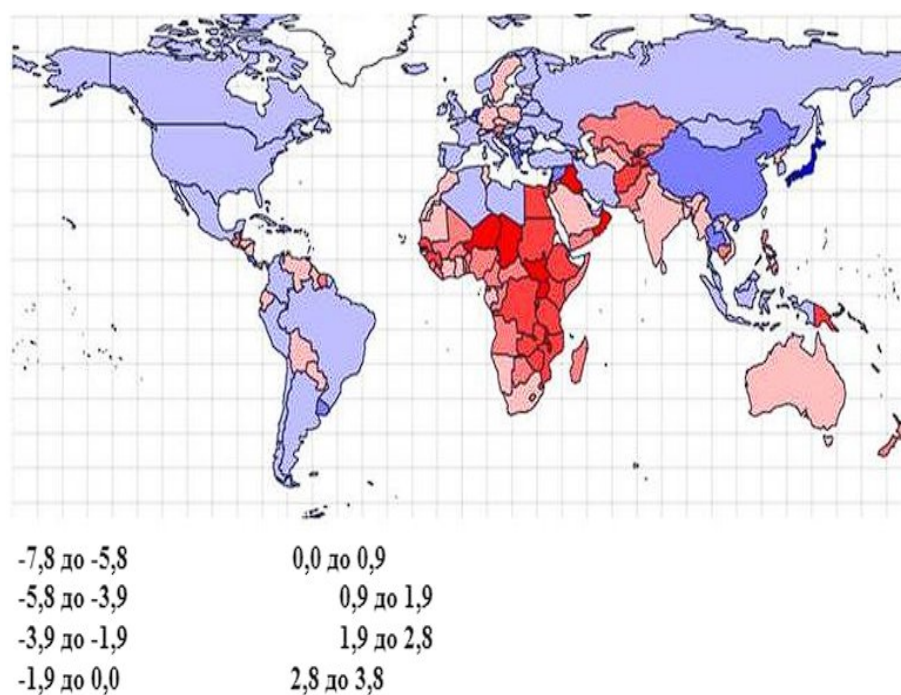 -7,8 до -5,8 0,0 до 0,9
-5,8 до -3,9 0,9 до 1,9
-3,9 до -1,9 1,9 до 2,8
-1,9 до 0,0 2,8 до 3,8